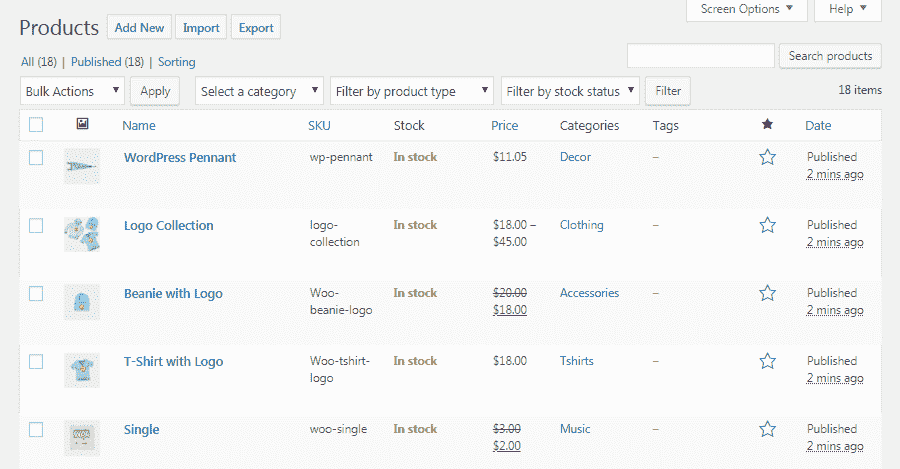 Screen Options Help
Products Add New Import Export
All (18) | Published (18) | Sorting
Search products
Bulk Actions Apply Select a category Filter by product type Filter by stock status Filter 18 items
Name SKU Stock Price Categories Tags Date
WordPress Pennant wp-pennant In stock $11.05 Decor – Published
2 mins ago
Logo Collection logo- In stock $18.00 – Clothing – Published
collection $45.00 2 mins ago
Beanie with Logo Woo- In stock $20.00 Accessories – Published
beanie-logo $18.00 2 mins ago
T-Shirt with Logo Woo-tshirt- In stock $18.00 Tshirts – Published
logo 2 mins ago
Single woo-single In stock $3.00 Music – Published
$2.00 2 mins ago